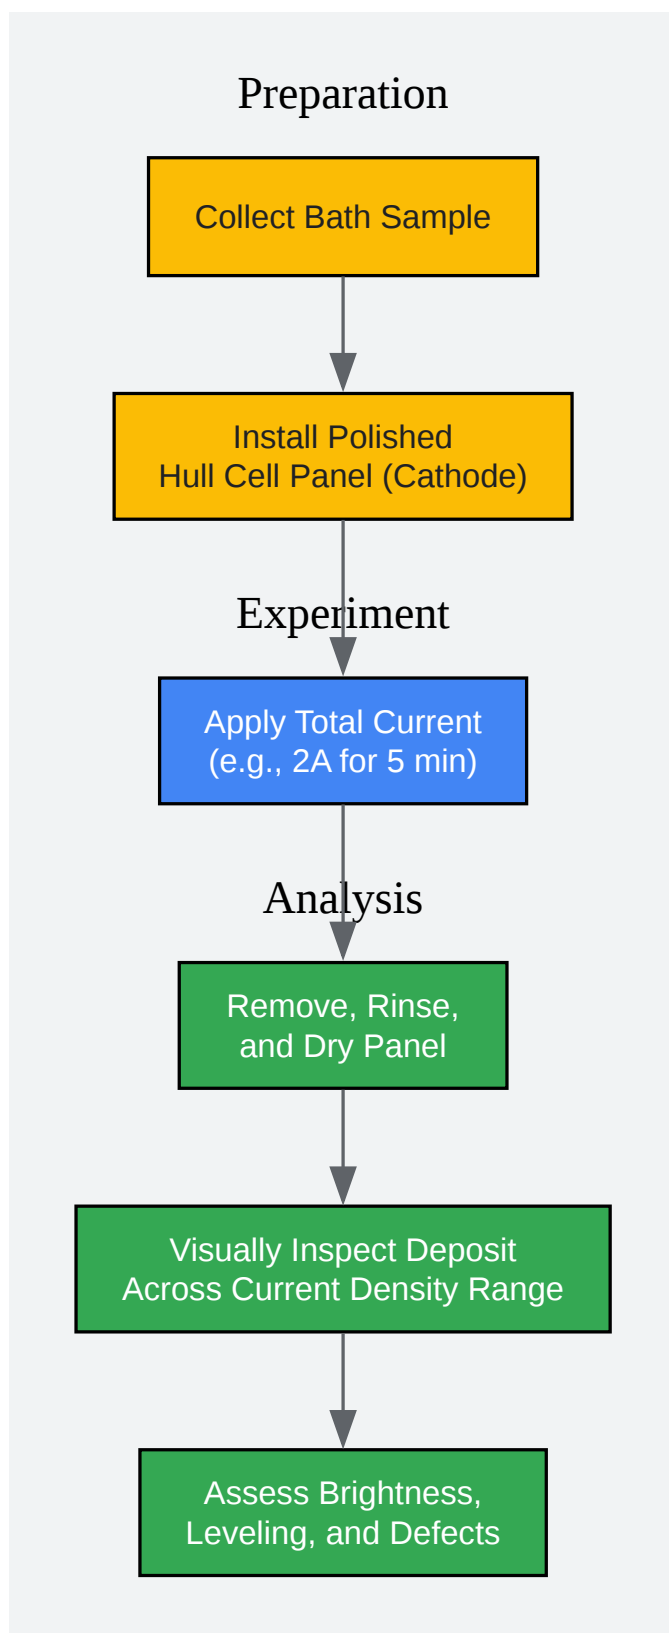 Preparation
Collect Bath Sample
Install Polished
Hull Cell Panel (Cathode)
Experiment
Apply Total Current
(e.g., 2A for 5 min)
Analysis
Remove, Rinse,
and Dry Panel
Visually Inspect Deposit
Across Current Density Range
Assess Brightness,
Leveling, and Defects